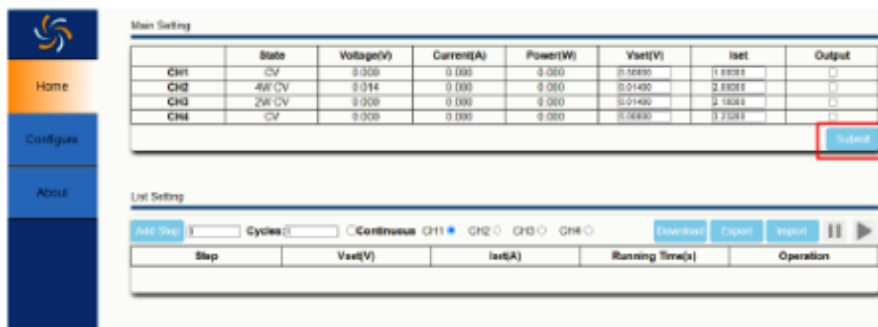 Main Setting
State Voltage(V) Current(A) Power(W) Vset(V) Iset Output
CH1 CV 0.000 0.000 0.000
CH2 4W CV 0.014 0.000 0.000 0.01400
CH3 2W CV 0.000 0.000 0.000 0.01400
CH4 CV 0.000 0.000 0.000
Home
Submit
Configure
About
List Setting
Add Step Cycles: Continuous CH1 CH2 CH3 CH4 Download Export Import
Step Vset(V) Iset(A) Running Time(s) Operation